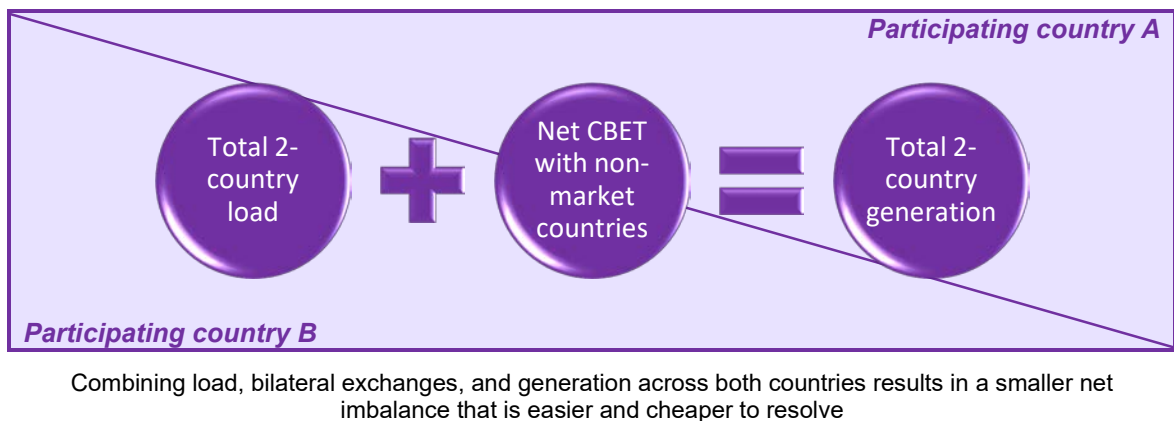 Participating country A
Total 2-
country
load
Net CBET
with non-
market
countries
Total 2-
country
generation
Participating country B
Combining load, bilateral exchanges, and generation across both countries results in a smaller net
imbalance that is easier and cheaper to resolve